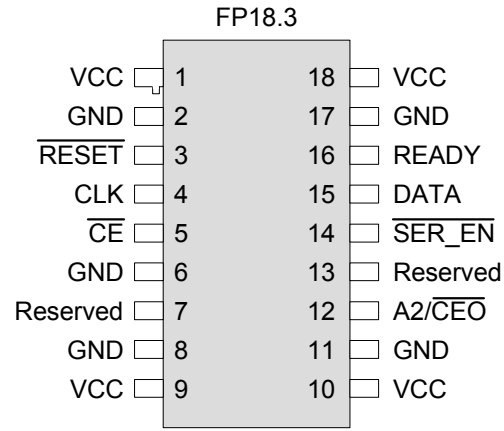 FP18.3
VCC 1 18 VCC
GND 2 17 GND
RESET 3 16 READY
CLK 4 15 DATA
CE 5 14 SER_EN
GND 6 13 Reserved
Reserved 7 12 A2/CEO
GND 8 11 GND
VCC 9 10 VCC